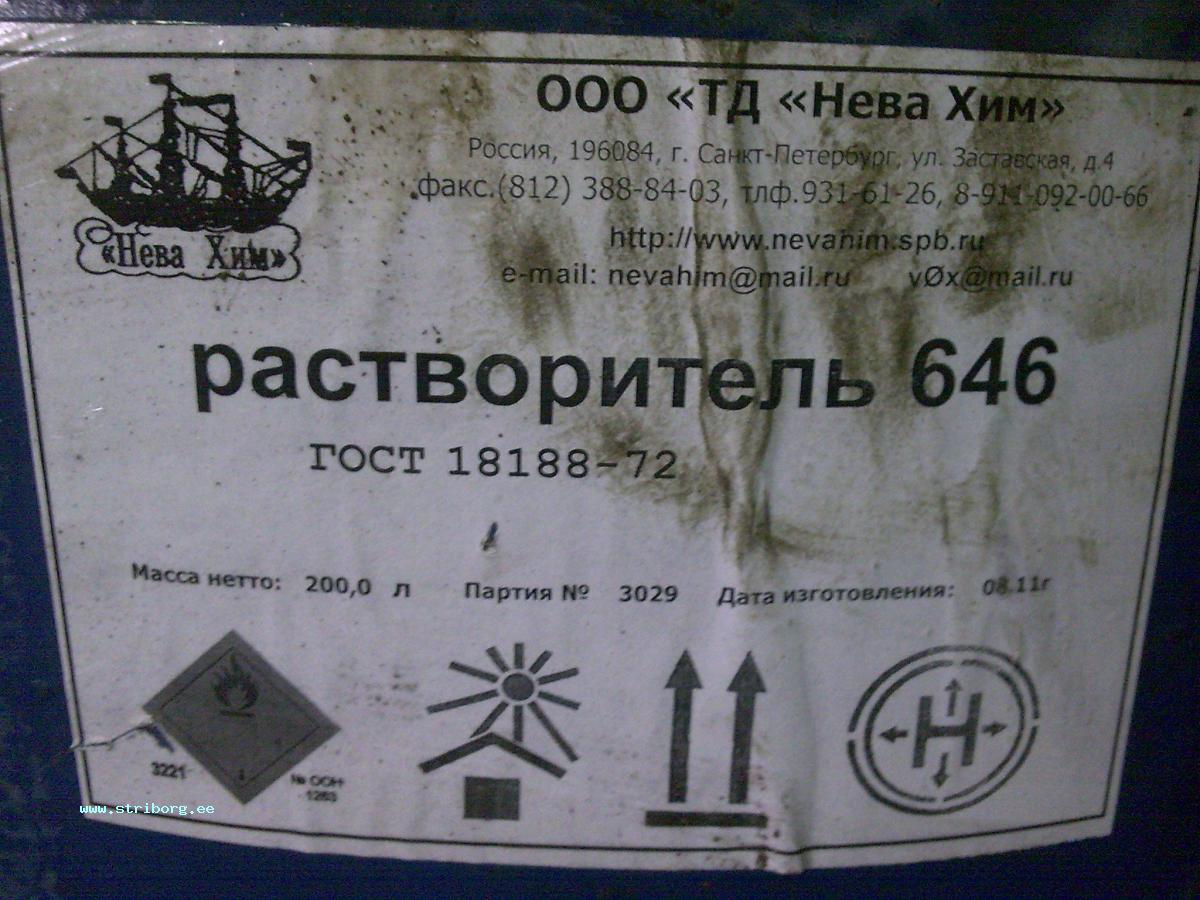 ООО «ТД «Нева Хим»
Россия, 196084, г. Санкт-Петербург, ул. Заставская, д.4
факс.(812) 388-84-03, тлф.931-61-26, 8-911-092-00-66
http://www.nevahim.spb.ru
e-mail: nevahim@mail.ru vØx@mail.ru
«Нева Хим»
растворитель 646
ГОСТ 18188-72
Масса нетто: 200,0 л Партия № 3029 Дата изготовления: 08.11г
Н
3221
№ ООН
1263
www.striborg.ee